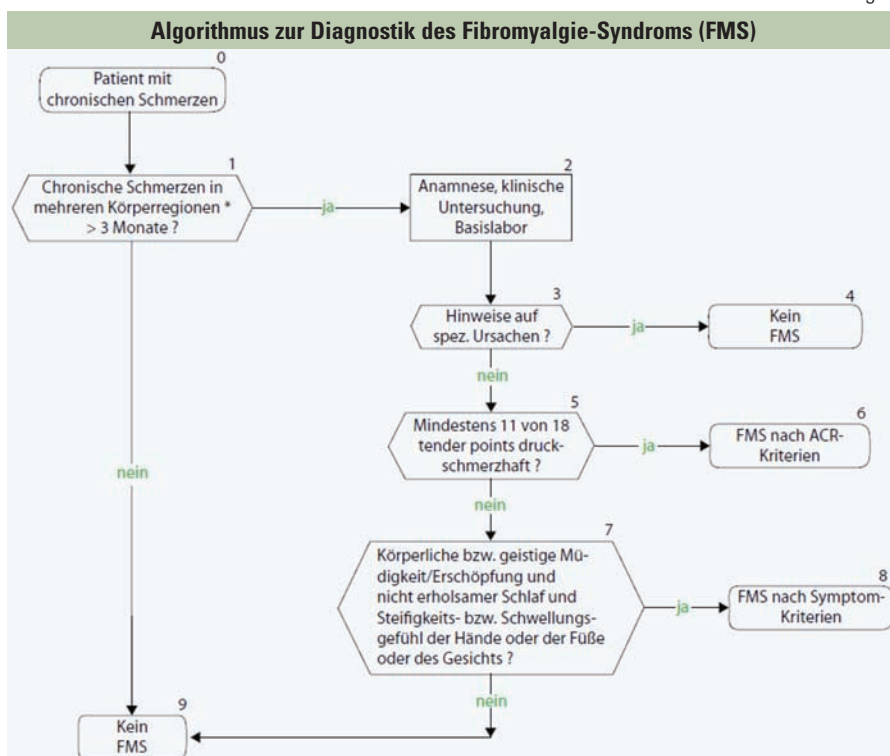 Algorithmus zur Diagnostik des Fibromyalgie-Syndroms (FMS)
0
Patient mit
chronischen Schmerzen
1
Chronische Schmerzen in
mehreren Körperregionen *
> 3 Monate ?
ja
2
Anamnese, klinische
Untersuchung,
Basislabor
3
Hinweise auf
spez. Ursachen ?
ja
4
Kein
FMS
nein
5
Mindestens 11 von 18
tender points druck-
schmerzhaft ?
ja
6
FMS nach ACR-
Kriterien
nein
nein
7
Körperliche bzw. geistige Mü-
digkeit/Erschöpfung und
nicht erholsamer Schlaf und
Steifigkeits- bzw. Schwellungs-
gefühl der Hände oder der Füße
oder des Gesichts ?
ja
8
FMS nach Symptom-
Kriterien
nein
9
Kein
FMS